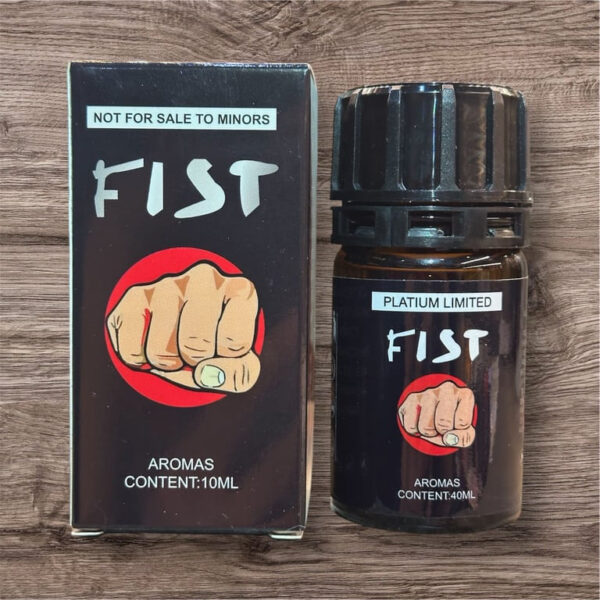 NOT FOR SALE TO MINORS
FIST
AROMAS
CONTENT:10ML
PLATIUM LIMITED
FIST
AROMAS
CONTENT:40ML